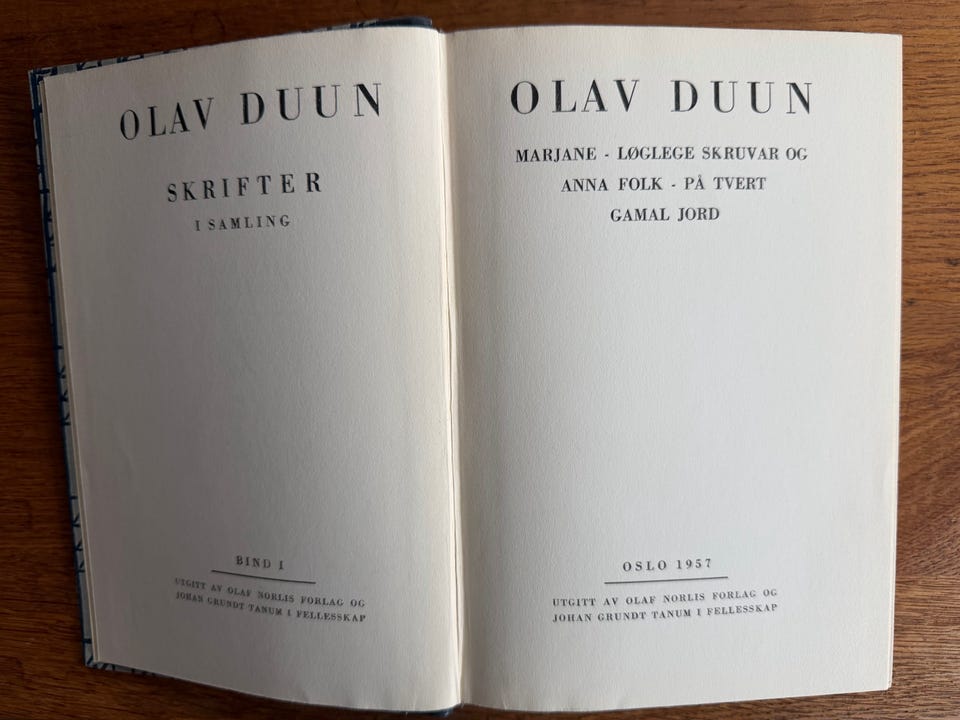 OLAV DUUN
SKRIFTER
I SAMLING
BIND I
UTGITT AV OLAF NORLIS FORLAG OG
JOHAN GRUNDT TANUM I FELLESSKAP
OLAV DUUN
MARJANE - LØGLEGE SKRUVAR OG
ANNA FOLK - PÅ TVERT
GAMAL JORD
OSLO 1957
UTGITT AV OLAF NORLIS FORLAG OG
JOHAN GRUNDT TANUM I FELLESSKAP